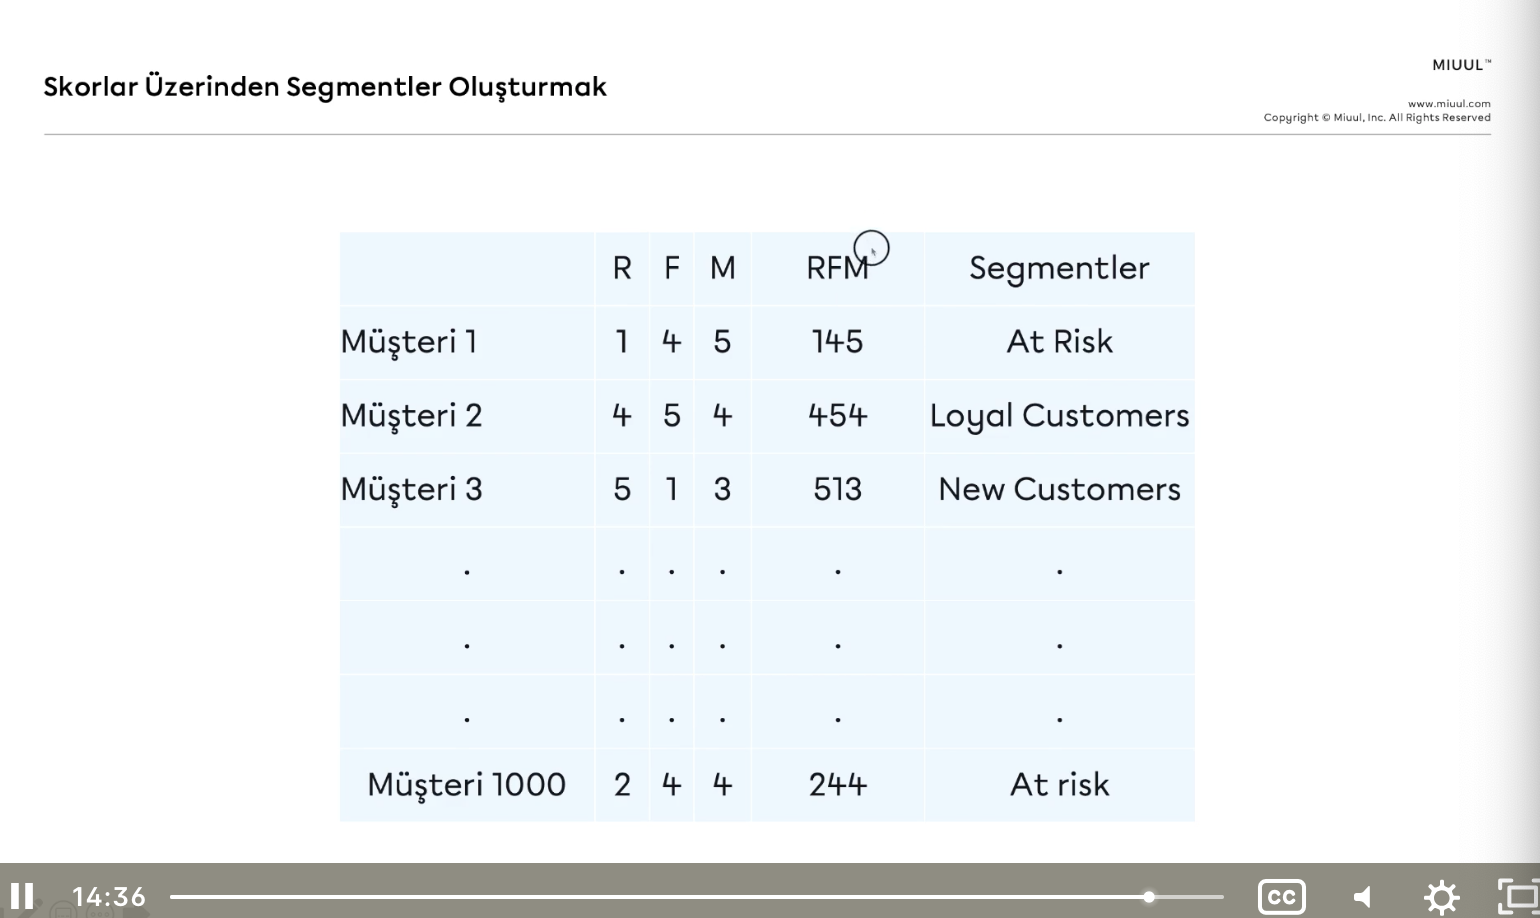 MIUUL™
Skorlar Üzerinden Segmentler Oluşturmak
www.miuul.com
Copyright © Miuul, Inc. All Rights Reserved
R F M RFM Segmentler
Müşteri 1 1 4 5 145 At Risk
Müşteri 2 4 5 4 454 Loyal Customers
Müşteri 3 5 1 3 513 New Customers
. . . . . .
. . . . . .
. . . . . .
Müşteri 1000 2 4 4 244 At risk
14:36 CC